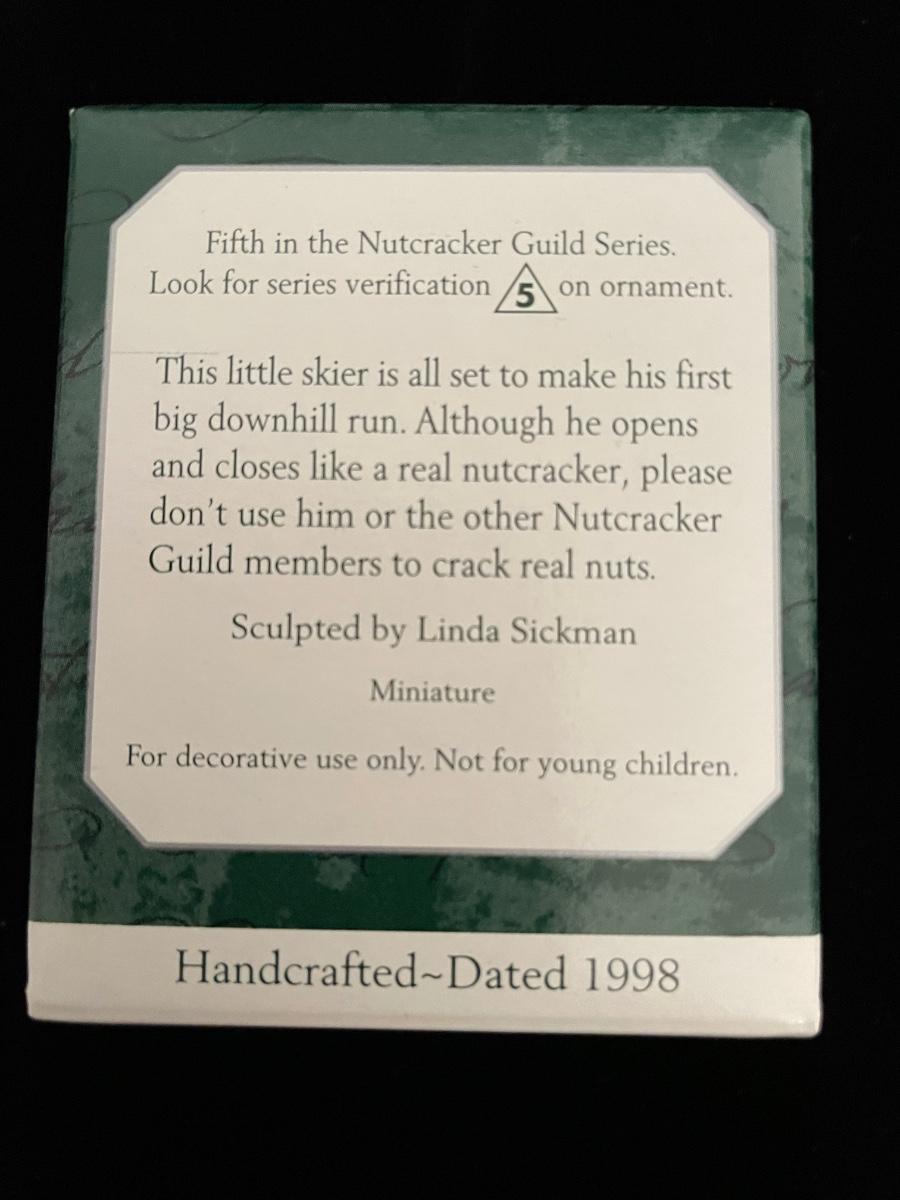 Fifth in the Nutcracker Guild Series.
Look for series verification 5 on ornament.
This little skier is all set to make his first
big downhill run. Although he opens
and closes like a real nutcracker, please
don't use him or the other Nutcracker
Guild members to crack real nuts.
Sculpted by Linda Sickman
Miniature
For decorative use only. Not for young children.
Handcrafted~Dated 1998